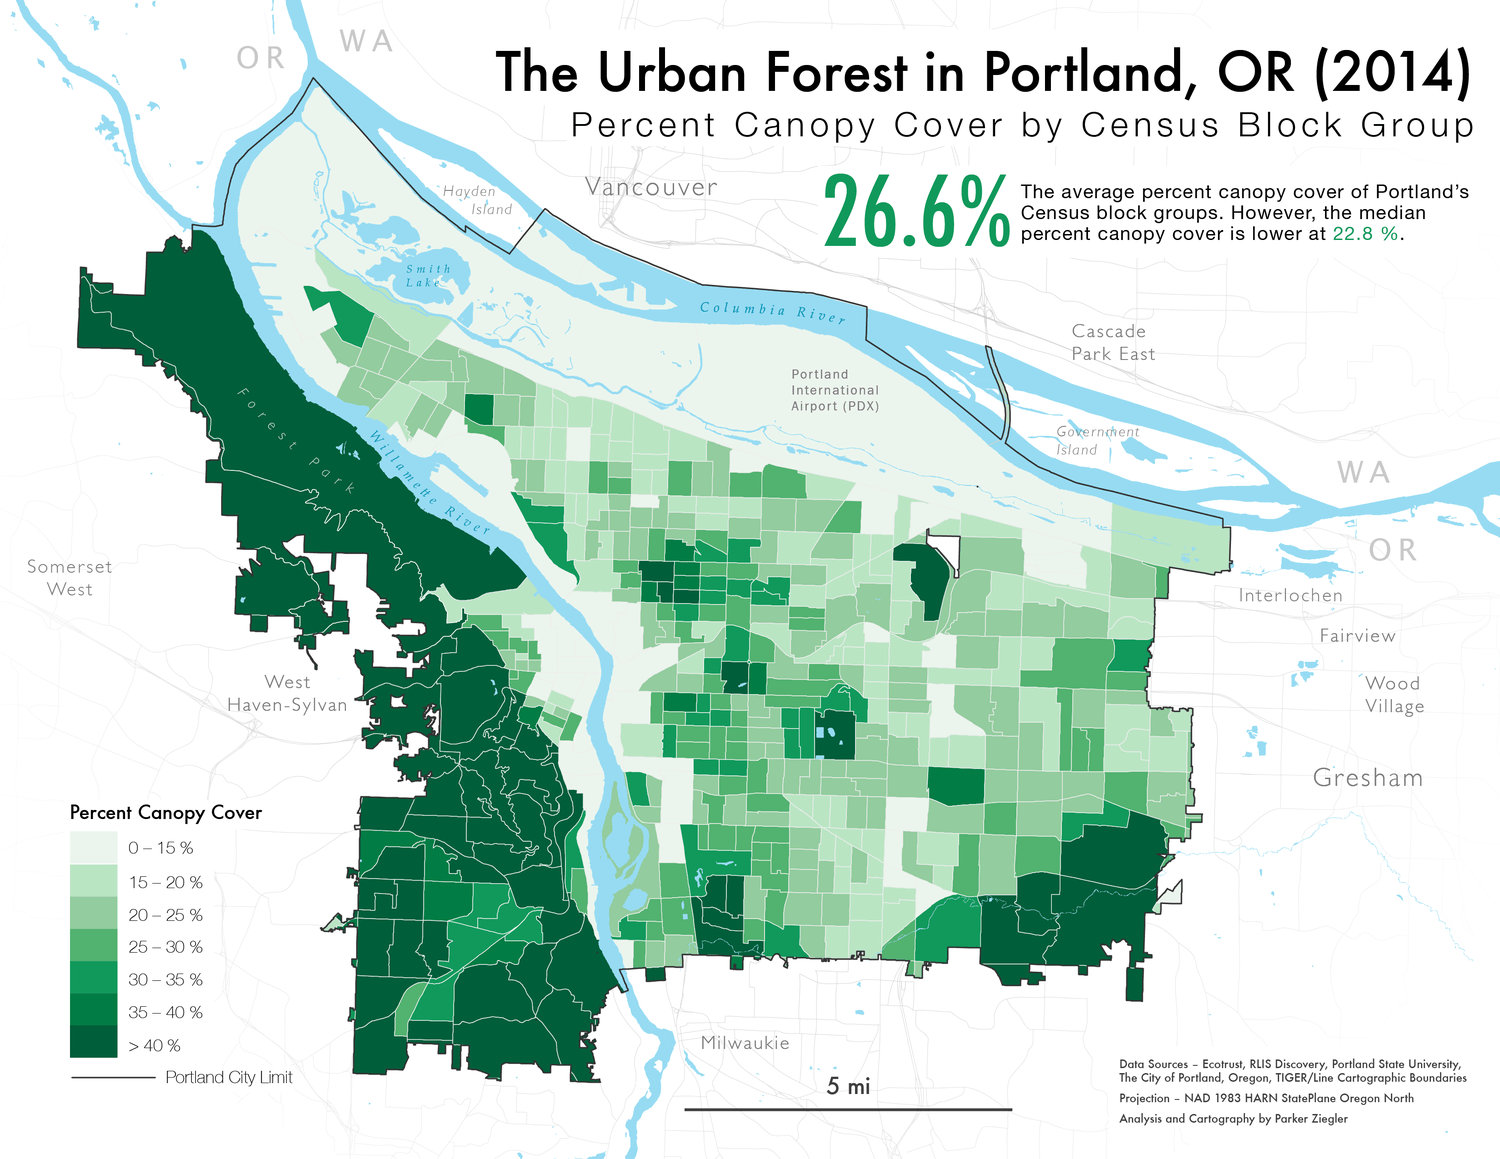 The Urban Forest in Portland, OR (2014)
Percent Canopy Cover by Census Block Group
26.6%
The average percent canopy cover of Portland's
Census block groups. However, the median
percent canopy cover is lower at 22.8 %.
OR
WA
Hayden
Island
Vancouver
Smith
Lake
Columbia River
Cascade
Park East
Portland
International
Airport (PDX)
Government
Island
Forest Park
Willamette River
WA
OR
Somerset
West
Interlochen
Fairview
West
Haven-Sylvan
Wood
Village
Gresham
Percent Canopy Cover
0 – 15 %
15 – 20 %
20 – 25 %
25 – 30 %
30 – 35 %
35 – 40 %
> 40 %
Portland City Limit
Milwaukie
5 mi
Data Sources – Ecotrust, RLIS Discovery, Portland State University,
The City of Portland, Oregon, TIGER/Line Cartographic Boundaries
Projection – NAD 1983 HARN StatePlane Oregon North
Analysis and Cartography by Parker Ziegler